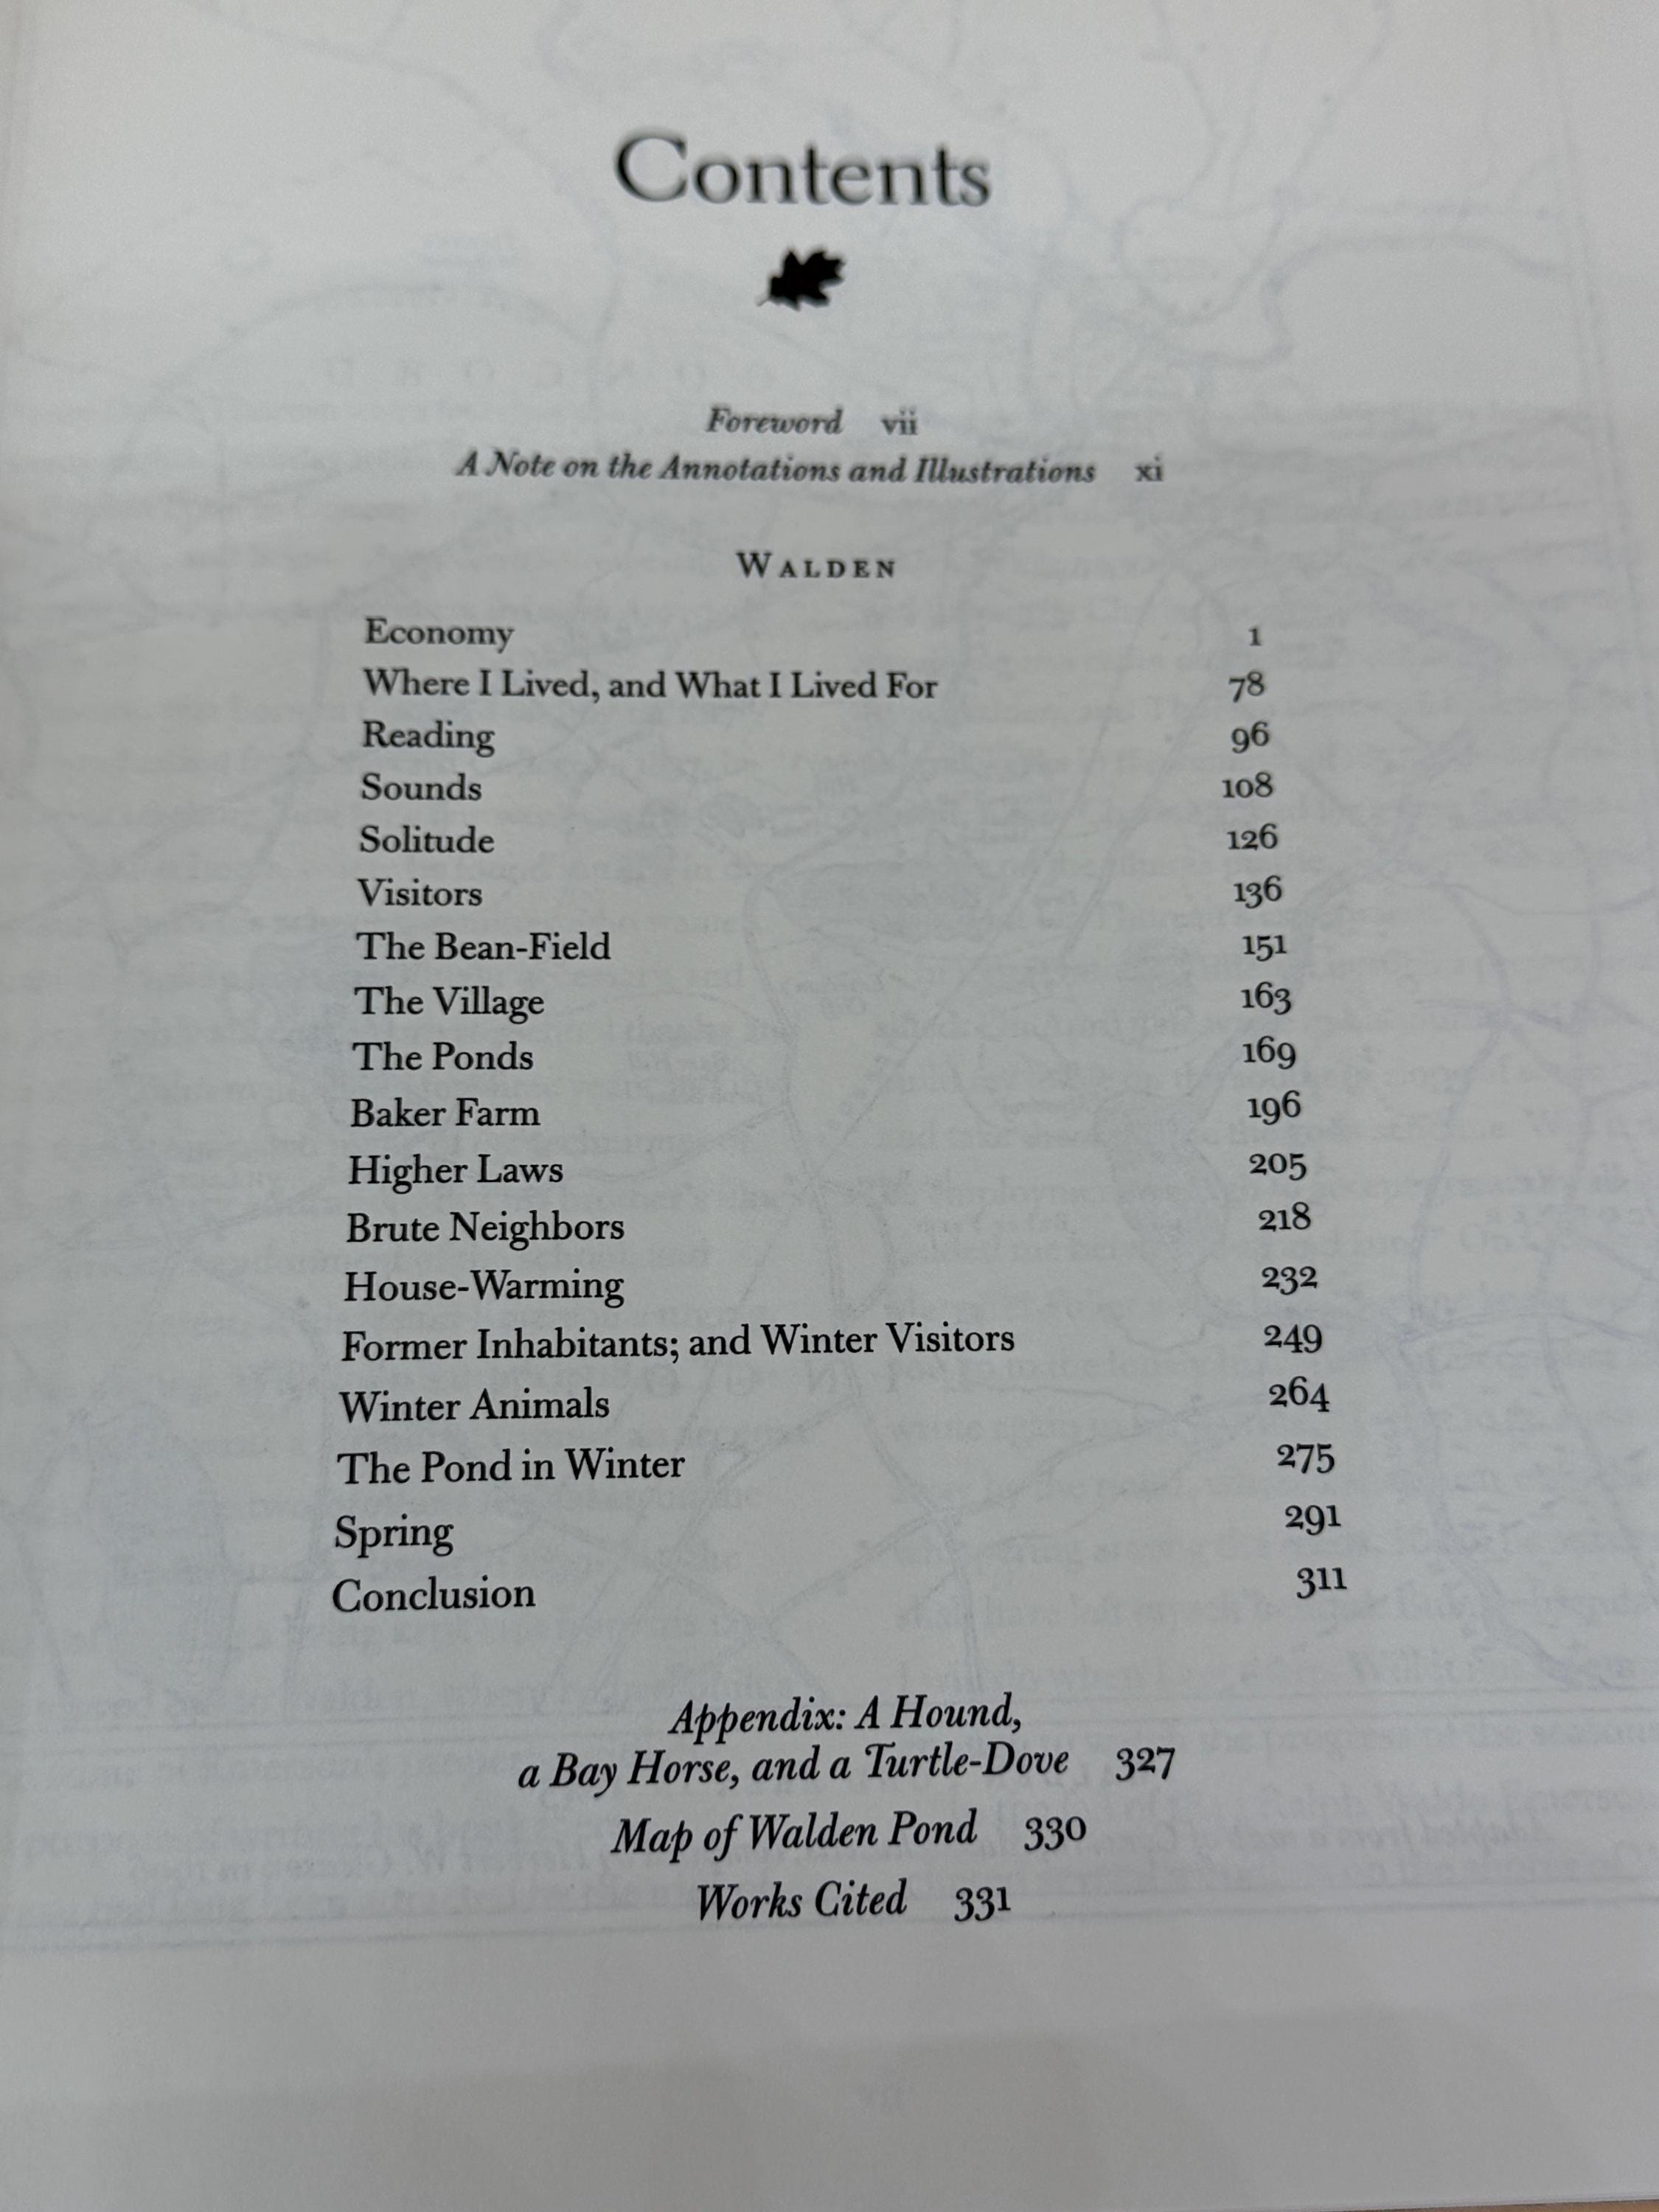 Contents
Foreword vii
A Note on the Annotations and Illustrations xi
WALDEN
Economy 1
Where I Lived, and What I Lived For 78
Reading 96
Sounds 108
Solitude 126
Visitors 136
The Bean-Field 151
The Village 163
The Ponds 169
Baker Farm 196
Higher Laws 205
Brute Neighbors 218
House-Warming 232
Former Inhabitants; and Winter Visitors 249
Winter Animals 264
The Pond in Winter 275
Spring 291
Conclusion 311
Appendix: A Hound,
a Bay Horse, and a Turtle-Dove 327
Map of Walden Pond 330
Works Cited 331